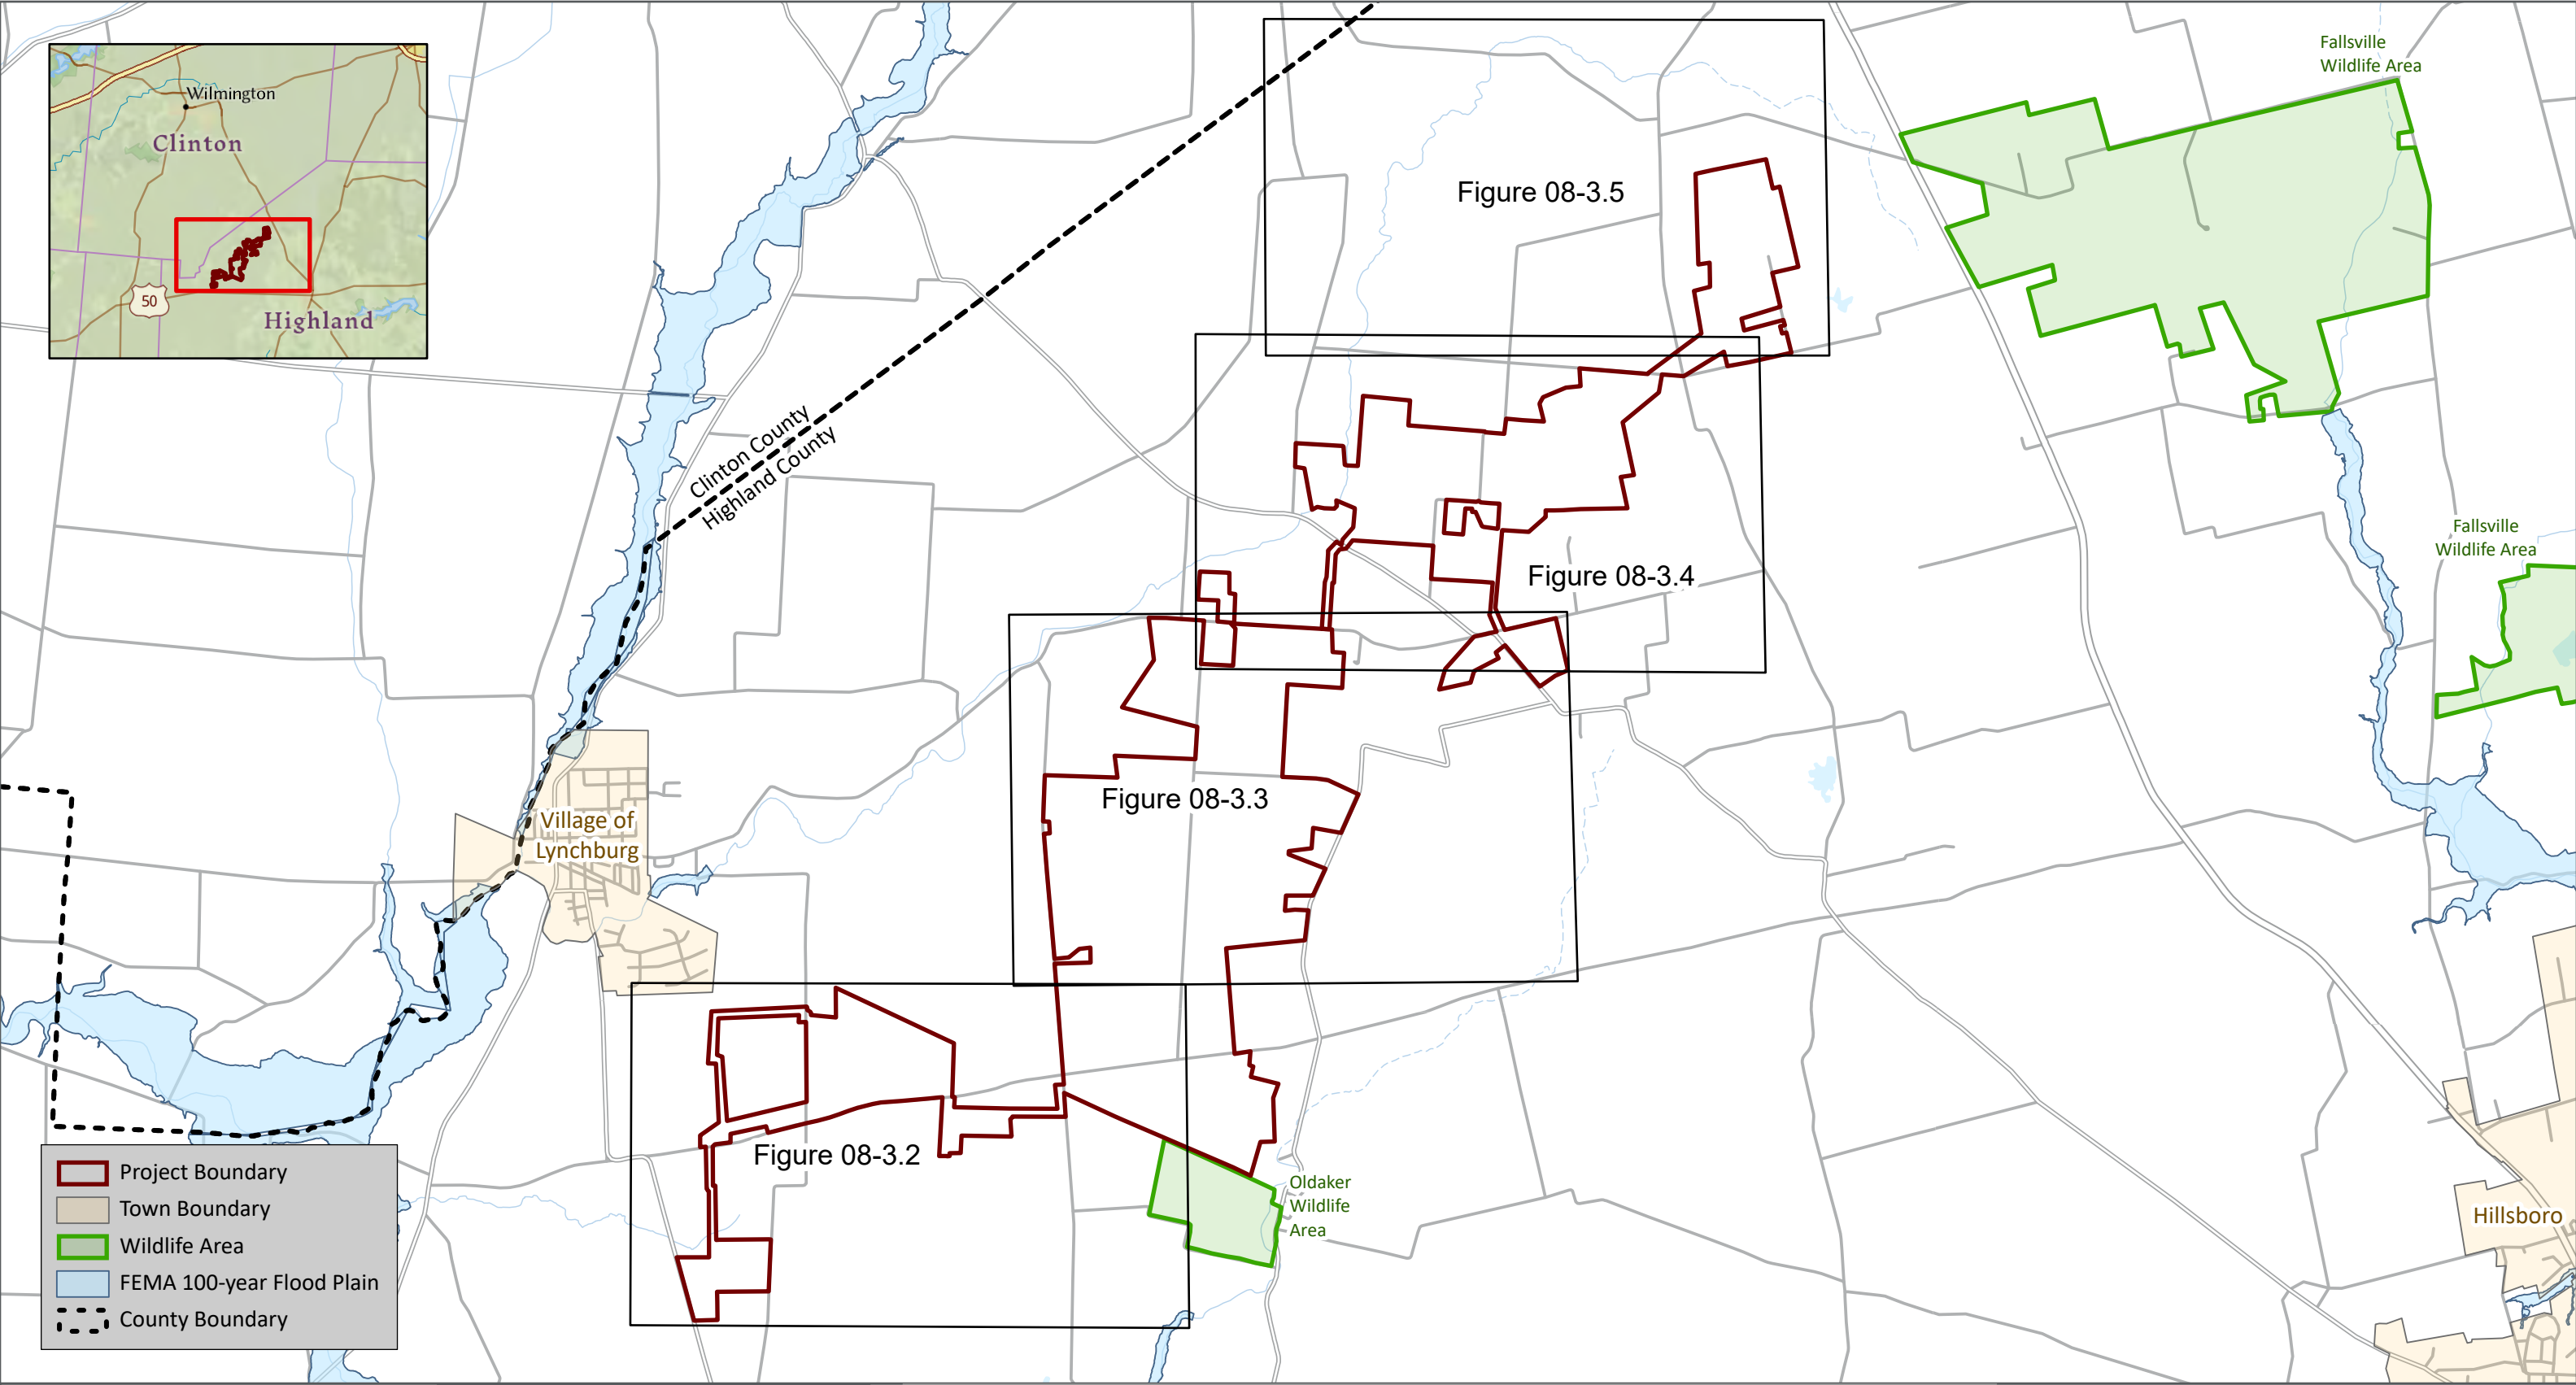 Wilmington
Clinton
50
Highland
Fallsville
Wildlife Area
Figure 08-3.5
Clinton County
Highland County
Fallsville
Wildlife Area
Figure 08-3.4
Figure 08-3.3
Village of
Lynchburg
Figure 08-3.2
Oldaker
Wildlife
Area
Hillsboro
Project Boundary
Town Boundary
Wildlife Area
FEMA 100-year Flood Plain
County Boundary